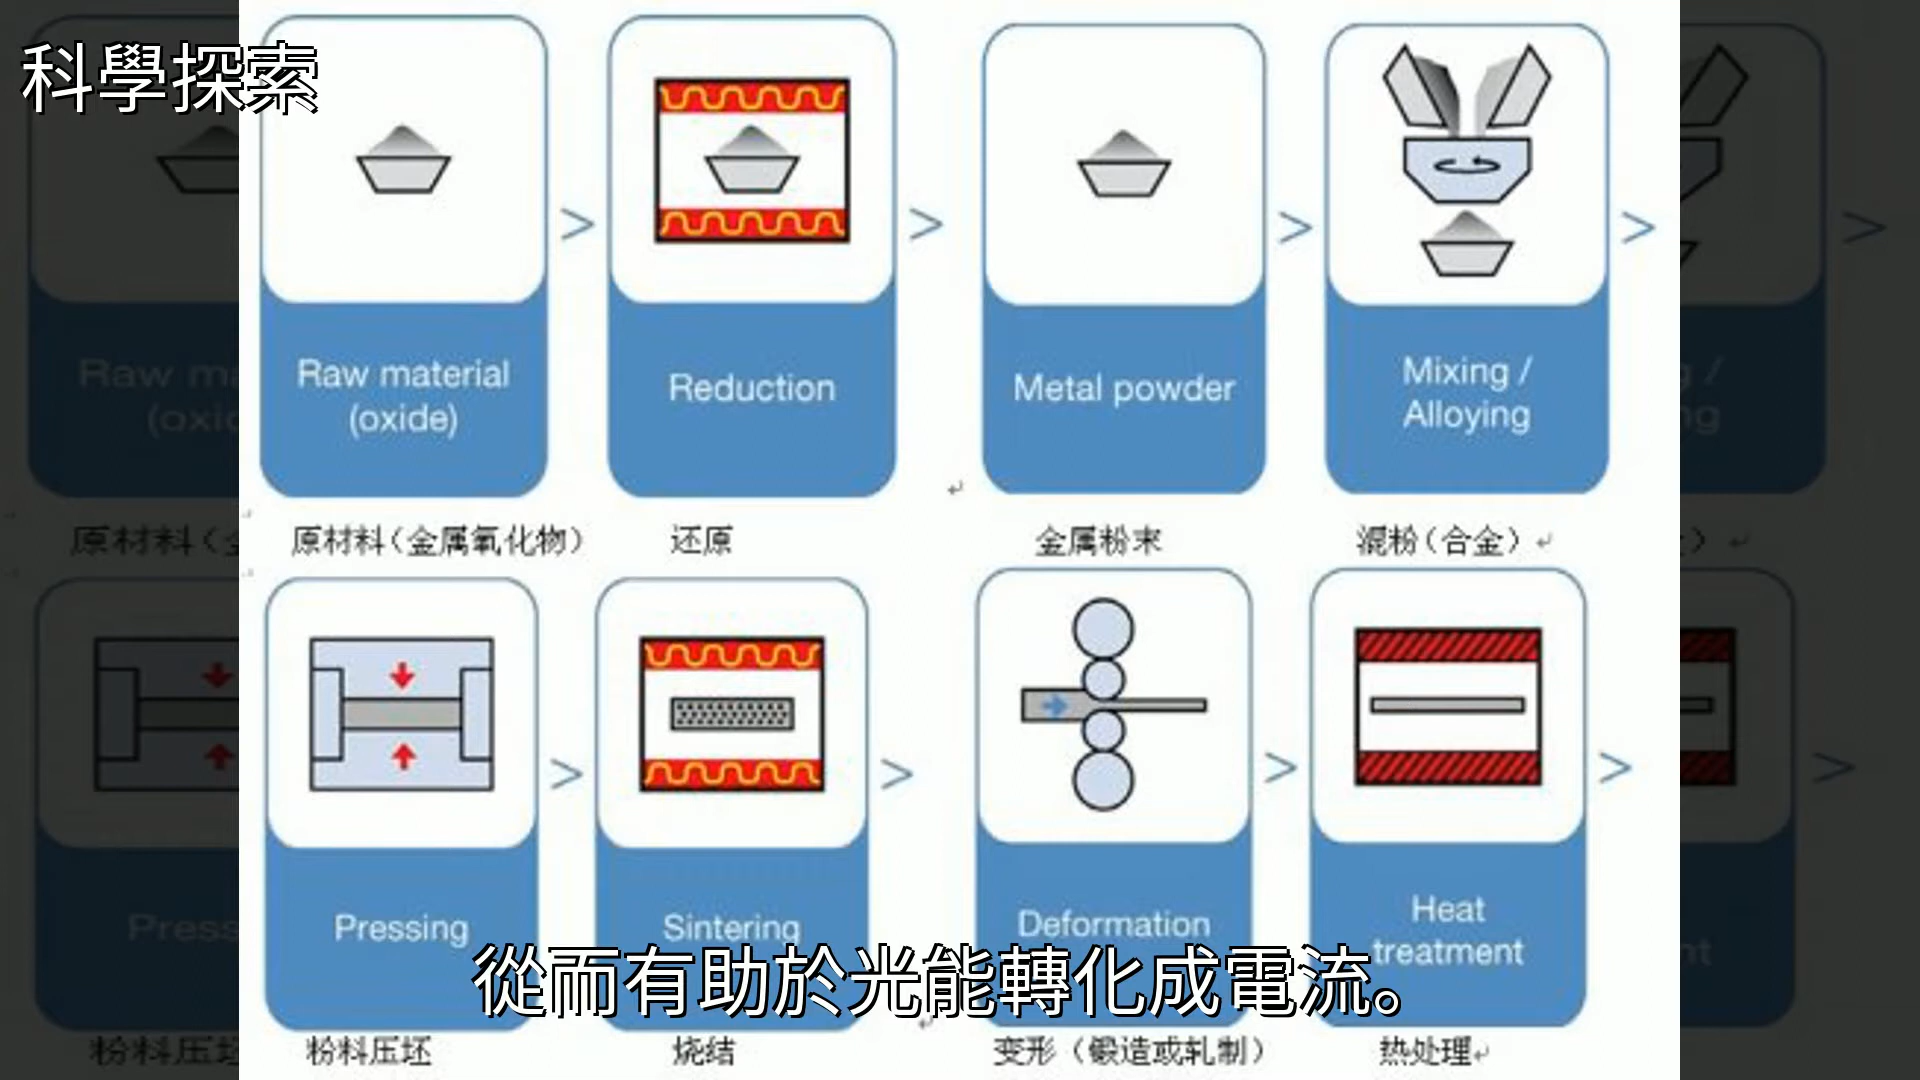 科學探索
Raw material
(oxide)
Reduction
Metal powder
Mixing /
Alloying
原材料（金属氧化物）
还原
金属粉末
混粉（合金）
Pressing
Sintering
Deformation
Heat
treatment
從而有助於光能轉化成電流。
粉料压坯
烧结
变形（锻造或轧制）
热处理